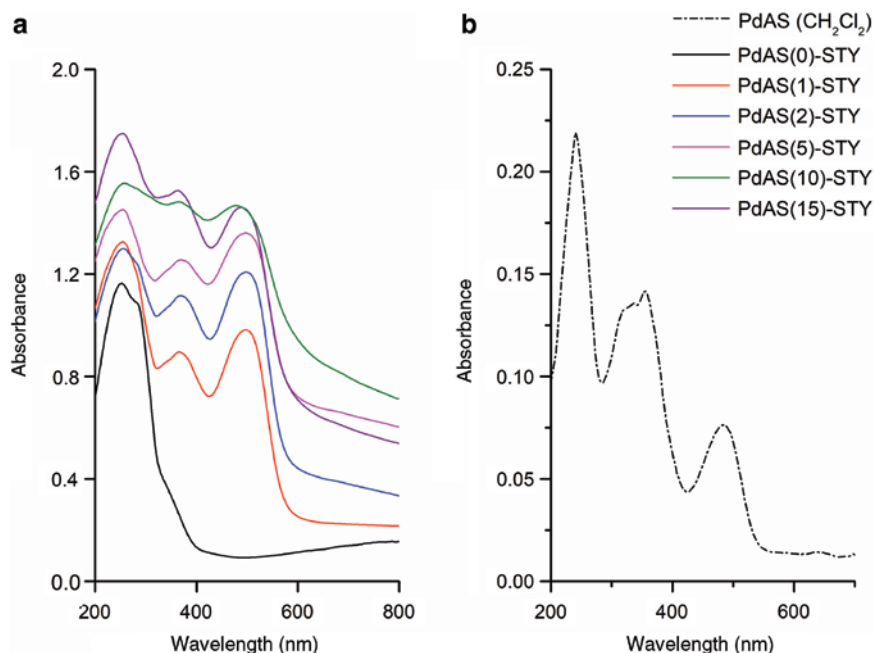 a
2.0
1.6
1.2
0.8
0.4
0.0
Absorbance
200
400
600
800
Wavelength (nm)
b
0.25
0.20
0.15
0.10
0.05
0.00
Absorbance
200
400
600
Wavelength (nm)
PdAS (CH₂Cl₂)
PdAS(0)-STY
PdAS(1)-STY
PdAS(2)-STY
PdAS(5)-STY
PdAS(10)-STY
PdAS(15)-STY